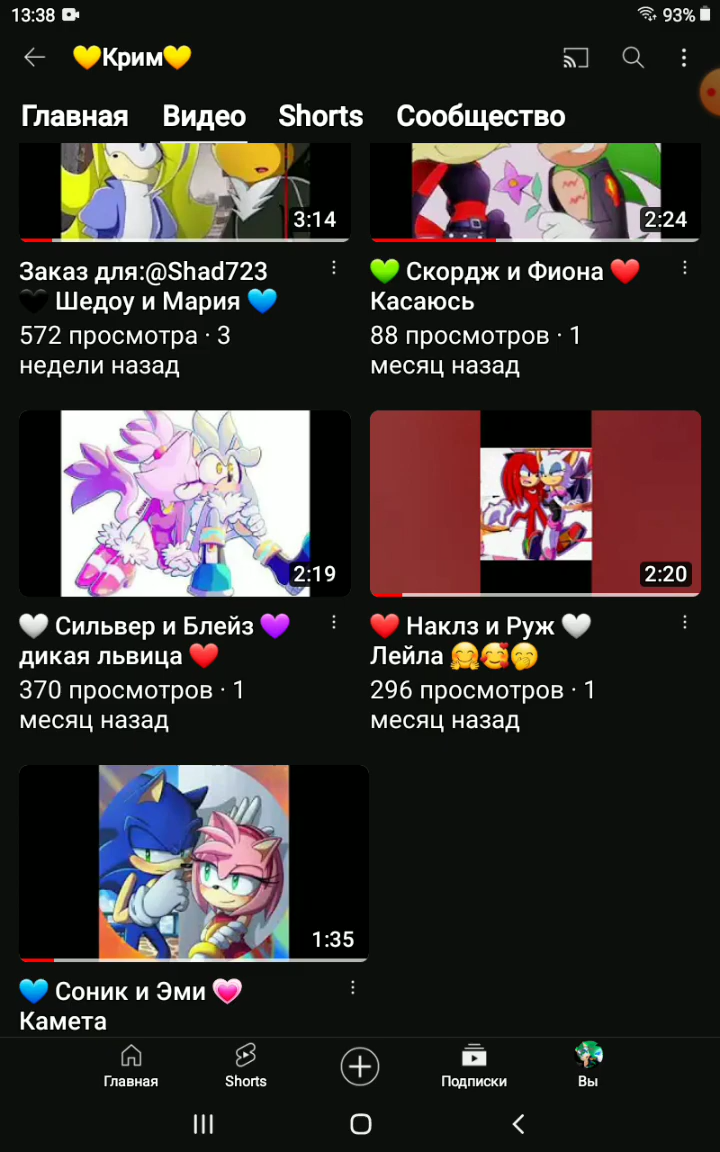 13:38
93%
💛Крим💛
Главная Видео Shorts Сообщество
3:14
2:24
Заказ для:@Shad723
🖤 Шедоу и Мария 💙
572 просмотра · 3
недели назад
💚 Скордж и Фиона ❤️
Касаюсь
88 просмотров · 1
месяц назад
2:19
2:20
🤍 Сильвер и Блейз 💜
дикая львица ❤️
370 просмотров · 1
месяц назад
❤️ Наклз и Руж 🤍
Лейла 🤗🥰🤭
296 просмотров · 1
месяц назад
1:35
💙 Соник и Эми 💗
Камета
Главная
Shorts
Подписки
Вы